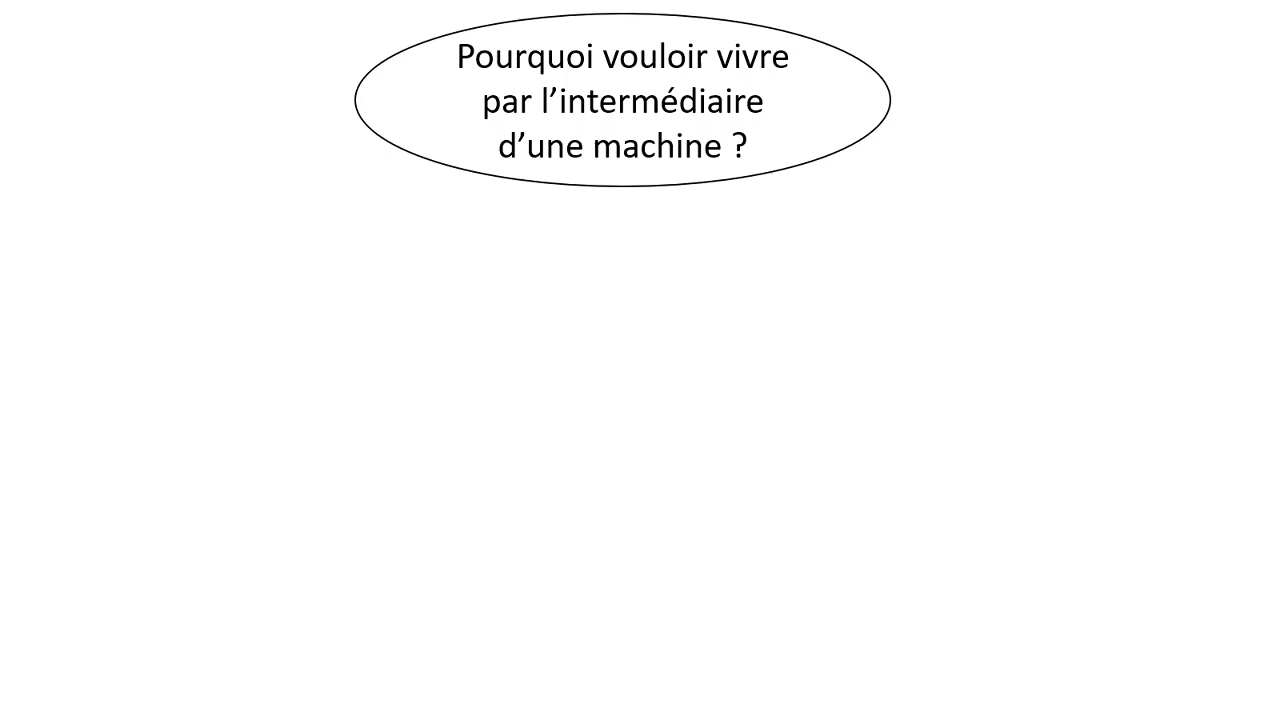 Pourquoi vouloir vivre
par l’intermédiaire
d’une machine ?